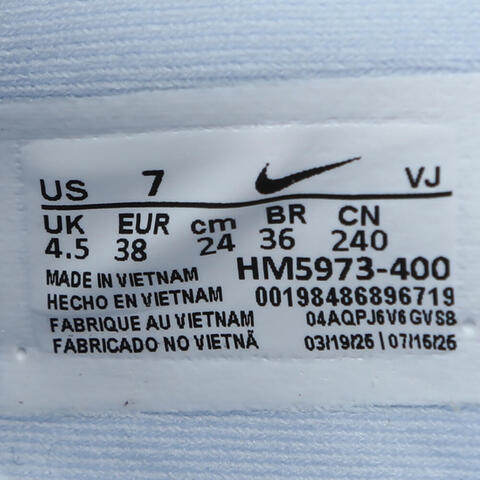 US 7 VJ
UK EUR cm BR CN
4.5 38 24 36 240
MADE IN VIETNAM HM5973-400
HECHO EN VIETNAM 00198486896719
FABRIQUE AU VIETNAM 04AQPJ6V6GVSB
FABRICADO NO VIETNÃ 03/19/25 | 07/15/25